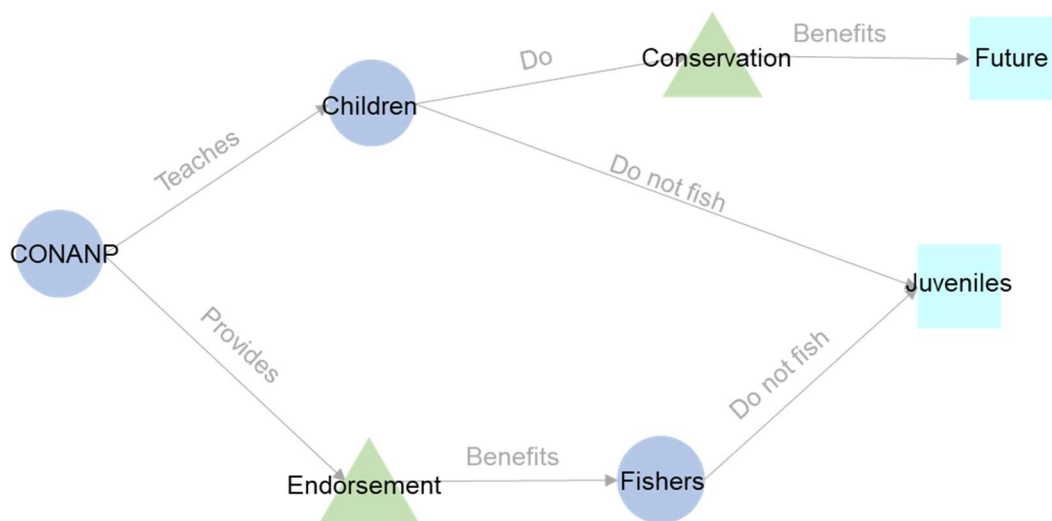 Benefits
Conservation
Future
Do
Children
Teaches
Do not fish
CONANP
Juveniles
Provides
Do not fish
Benefits
Endorsement
Fishers